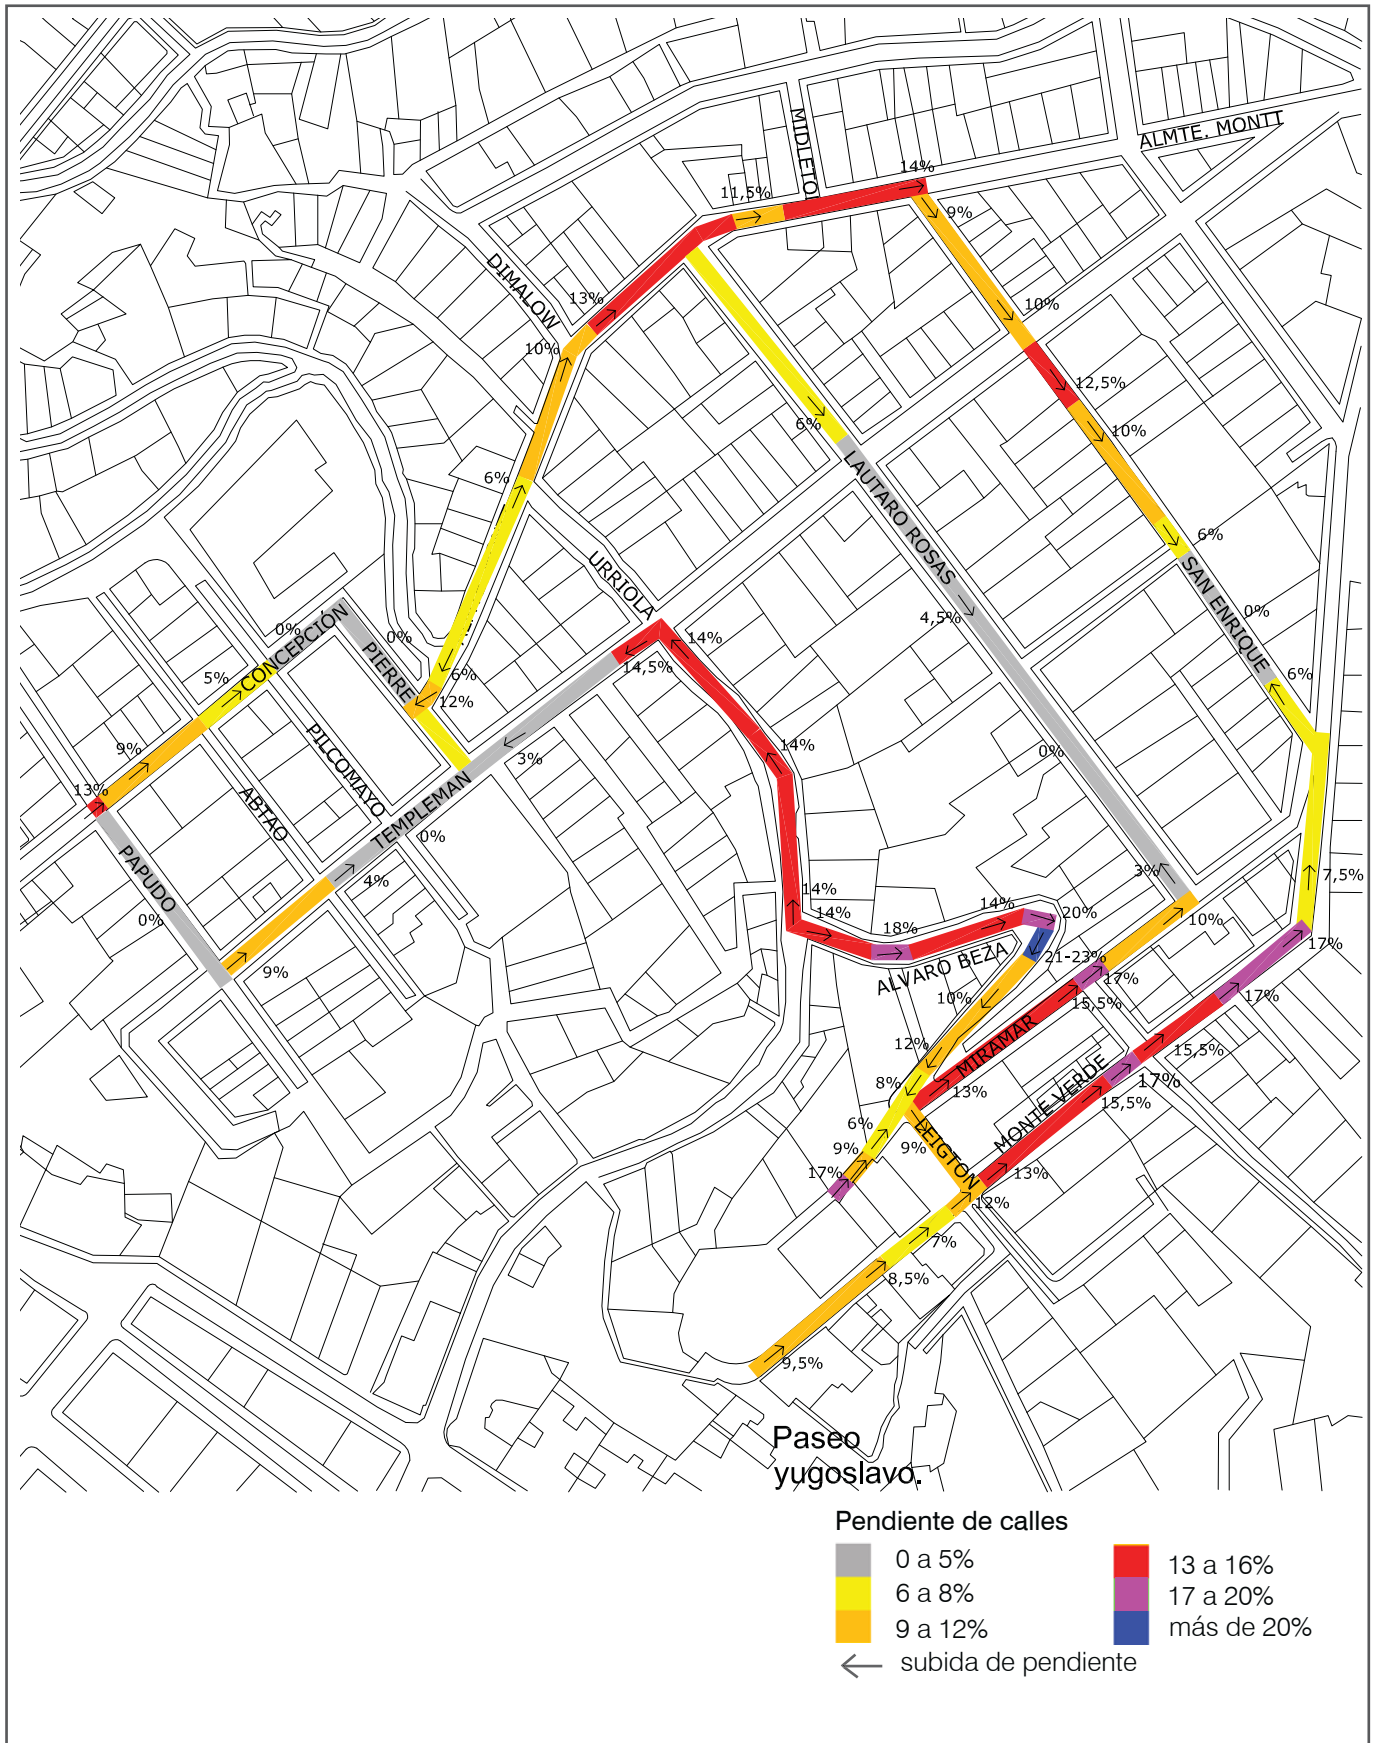 ALMTE. MONTT
MIDLETO
14%
11,5%
9%
DIMALOW
13%
10%
10%
12,5%
6%
10%
LAUTARO ROSAS
6%
6%
URRIOLA
SAN ENRIQUE
0%
4,5%
CONCEPCIÓN
0%
0%
PIERRE
14%
5%
6%
14,5%
6%
12%
9%
PILCOMAYO
3%
14%
0%
13%
ABTAO
TEMPLEMAN
0%
PAPUDO
4%
3%
7,5%
0%
14%
14%
14%
20%
10%
18%
17%
9%
ALVARO BEZA
21-23%
17%
10%
15,5%
17%
12%
MIRAMAR
15,5%
8%
13%
MONTE VERDE
17%
15,5%
6%
9%
9%
LEIGTON
17%
13%
12%
7%
8,5%
9,5%
Paseo
yugoslavo.
Pendiente de calles
0 a 5%
6 a 8%
9 a 12%
13 a 16%
17 a 20%
más de 20%
subida de pendiente